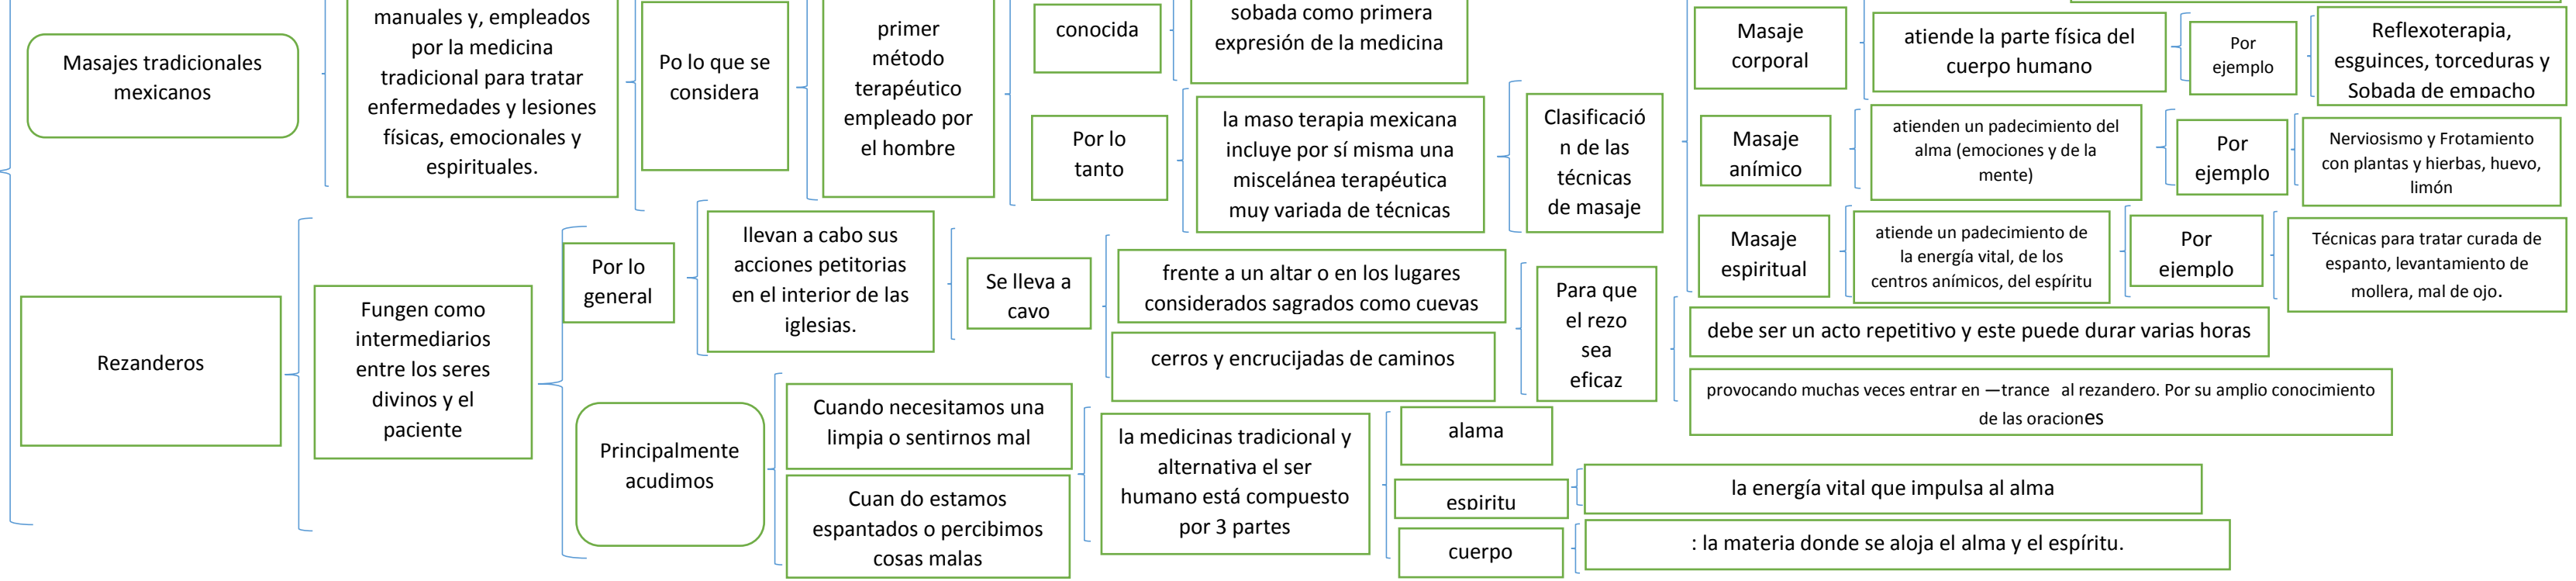 Masajes tradicionales
mexicanos
manuales y, empleados
por la medicina
tradicional para tratar
enfermedades y lesiones
físicas, emocionales y
espirituales.
Po lo que se
considera
primer
método
terapéutico
empleado por
el hombre
conocida
sobada como primera
expresión de la medicina
Por lo
tanto
la maso terapia mexicana
incluye por sí misma una
miscelánea terapéutica
muy variada de técnicas
Clasificació
n de las
técnicas
de masaje
Masaje
corporal
atiende la parte física del
cuerpo humano
Por
ejemplo
Reflexoterapia,
esguinces, torceduras y
Sobada de empacho
Masaje
anímico
atienden un padecimiento del
alma (emociones y de la
mente)
Por
ejemplo
Nerviosismo y Frotamiento
con plantas y hierbas, huevo,
limón
Masaje
espiritual
atiende un padecimiento de
la energía vital, de los
centros anímicos, del espíritu
Por
ejemplo
Técnicas para tratar curada de
espanto, levantamiento de
mollera, mal de ojo.
Rezanderos
Fungen como
intermediarios
entre los seres
divinos y el
paciente
Por lo
general
llevan a cabo sus
acciones petitorias
en el interior de las
iglesias.
Se lleva a
cavo
frente a un altar o en los lugares
considerados sagrados como cuevas
cerros y encrucijadas de caminos
Para que
el rezo
sea
eficaz
debe ser un acto repetitivo y este puede durar varias horas
provocando muchas veces entrar en —trance al rezandero. Por su amplio conocimiento
de las oraciones
Principalmente
acudimos
Cuando necesitamos una
limpia o sentirnos mal
Cuan do estamos
espantados o percibimos
cosas malas
la medicinas tradicional y
alternativa el ser
humano está compuesto
por 3 partes
alama
espiritu
la energía vital que impulsa al alma
cuerpo
: la materia donde se aloja el alma y el espíritu.